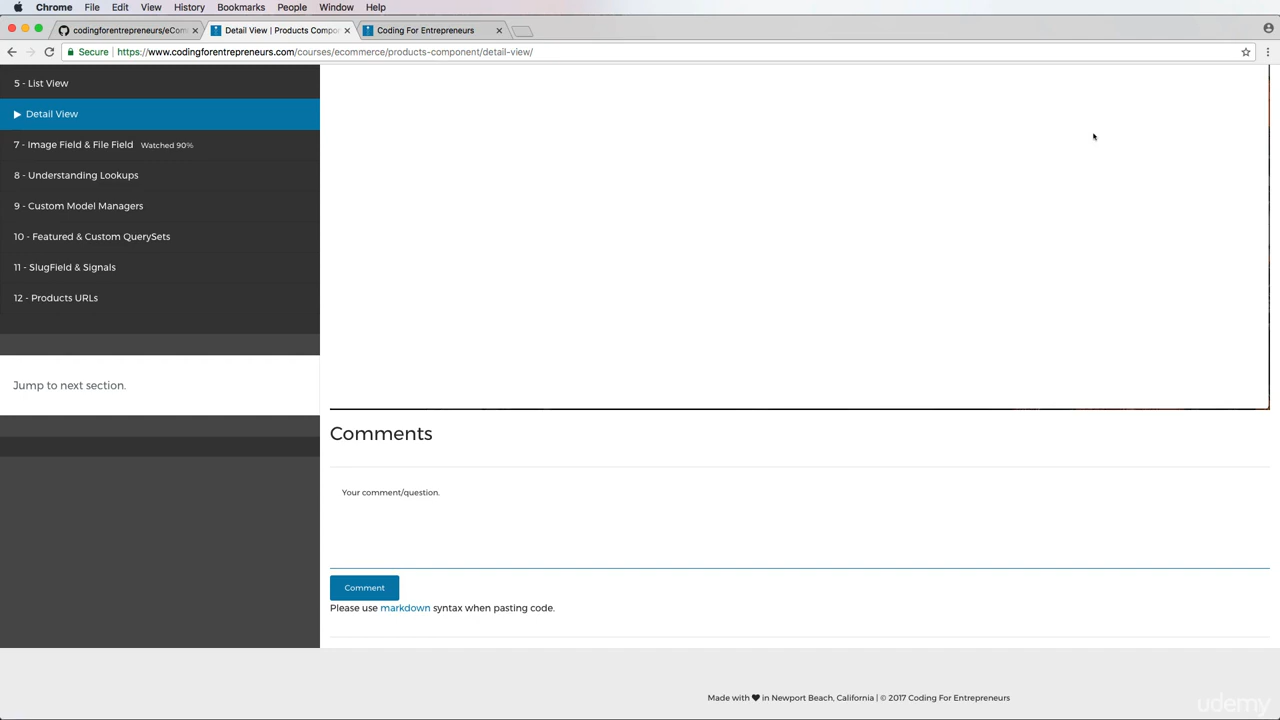 Chrome File Edit View History Bookmarks People Window Help
codingforentrepreneurs/eCom
Detail View | Products Compo
Coding For Entrepreneurs
Secure https://www.codingforentrepreneurs.com/courses/ecommerce/products-component/detail-view/
5 - List View
▶ Detail View
7 - Image Field & File Field Watched 90%
8 - Understanding Lookups
9 - Custom Model Managers
10 - Featured & Custom QuerySets
11 - SlugField & Signals
12 - Products URLs
Jump to next section.
Comments
Your comment/question.
Comment
Please use markdown syntax when pasting code.
Made with ❤ in Newport Beach, California | © 2017 Coding For Entrepreneurs
udemy